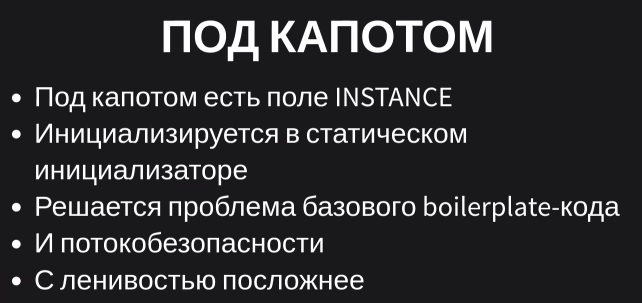 ПОД КАПОТОМ
• Под капотом есть поле INSTANCE
• Инициализируется в статическом
инициализаторе
• Решается проблема базового boilerplate-кода
• И потокобезопасности
• С ленивостью посложнее